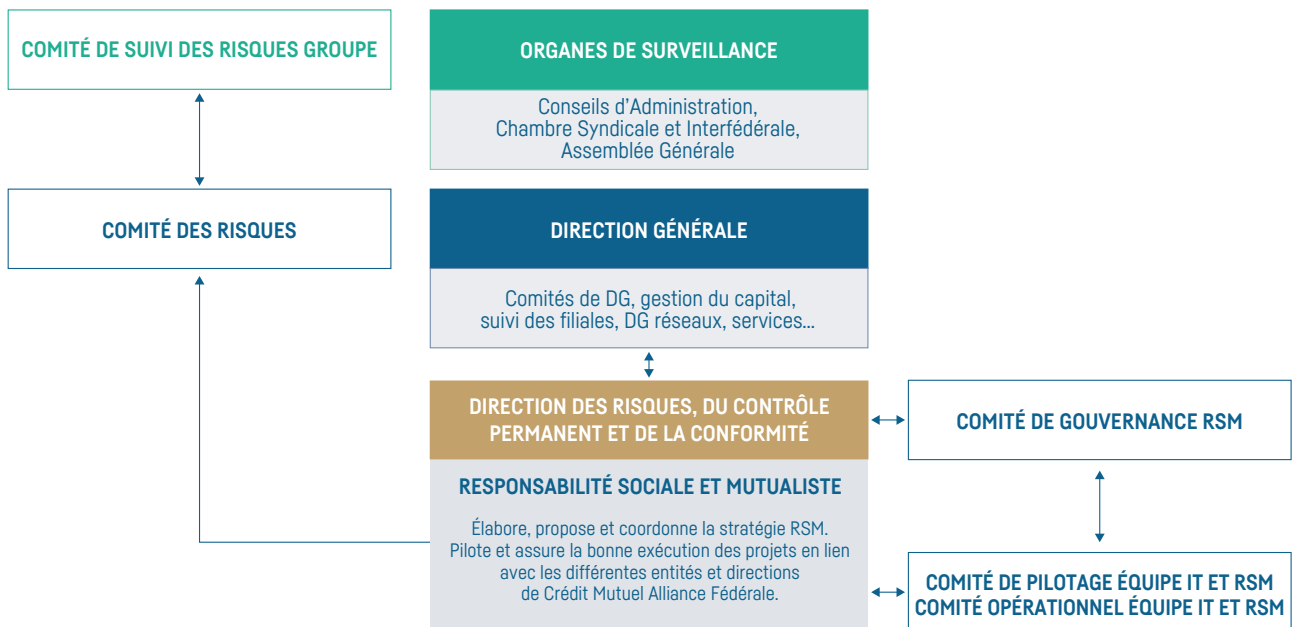 COMITÉ DE SUIVI DES RISQUES GROUPE
ORGANES DE SURVEILLANCE
Conseils d'Administration,
Chambre Syndicale et Interfédérale,
Assemblée Générale
COMITÉ DES RISQUES
DIRECTION GÉNÉRALE
Comités de DG, gestion du capital,
suivi des filiales, DG réseaux, services...
DIRECTION DES RISQUES, DU CONTRÔLE
PERMANENT ET DE LA CONFORMITÉ
COMITÉ DE GOUVERNANCE RSM
RESPONSABILITÉ SOCIALE ET MUTUALISTE
Élabore, propose et coordonne la stratégie RSM.
Pilote et assure la bonne exécution des projets en lien
avec les différentes entités et directions
de Crédit Mutuel Alliance Fédérale.
COMITÉ DE PILOTAGE ÉQUIPE IT ET RSM
COMITÉ OPÉRATIONNEL ÉQUIPE IT ET RSM